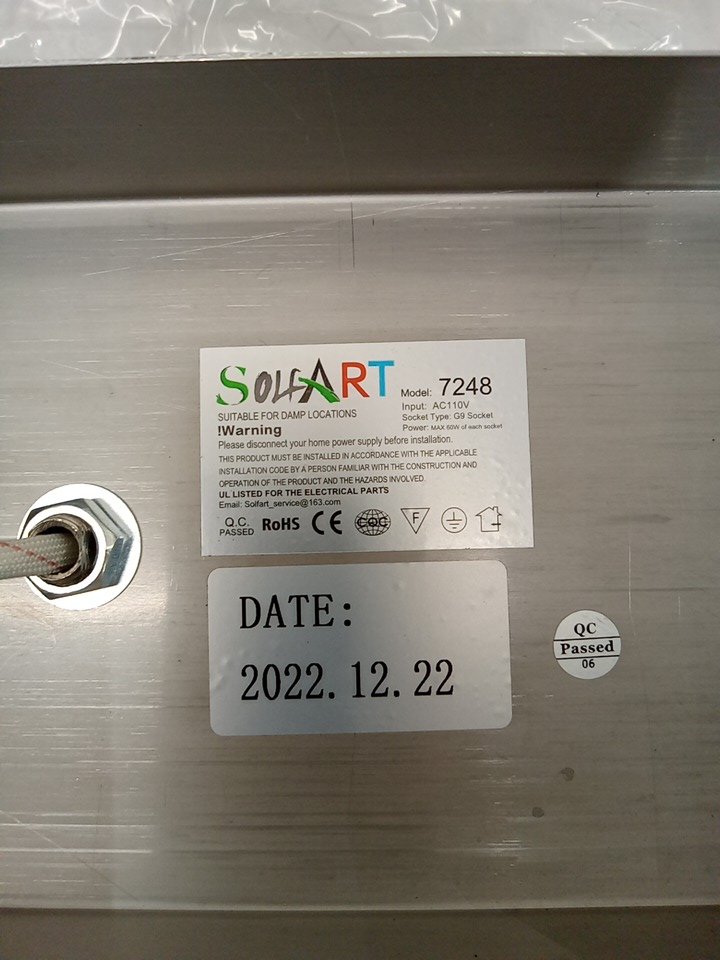 SOLFART
Model: 7248
Input: AC110V
Socket Type: G9 Socket
Power: MAX 60W of each socket
SUITABLE FOR DAMP LOCATIONS
!Warning
Please disconnect your home power supply before installation.
THIS PRODUCT MUST BE INSTALLED IN ACCORDANCE WITH THE APPLICABLE
INSTALLATION CODE BY A PERSON FAMILIAR WITH THE CONSTRUCTION AND
OPERATION OF THE PRODUCT AND THE HAZARDS INVOLVED.
UL LISTED FOR THE ELECTRICAL PARTS
Email: Solfart_service@163.com
Q.C.
PASSED
RoHS CE CQC F
DATE:
2022.12.22
QC
Passed
06